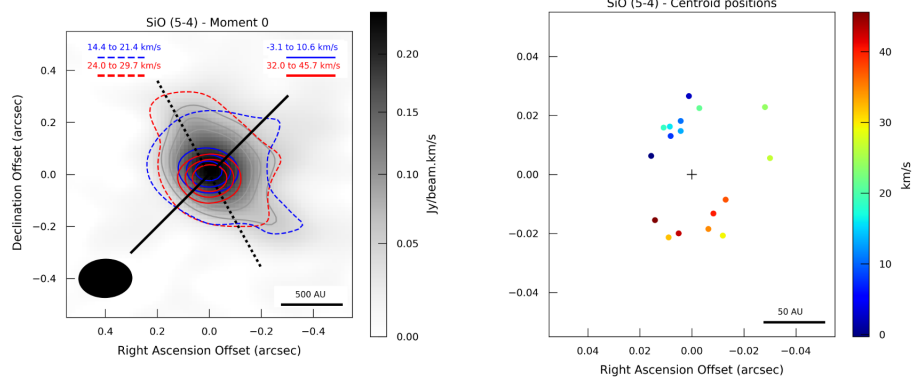 SiO (5-4) - Moment 0
14.4 to 21.4 km/s
-3.1 to 10.6 km/s
24.0 to 29.7 km/s
32.0 to 45.7 km/s
0.4
0.2
0.0
−0.2
−0.4
Declination Offset (arcsec)
500 AU
0.4
0.2
0.0
−0.2
−0.4
Right Ascension Offset (arcsec)
0.20
0.15
0.10
0.05
0.00
Jy/beam.km/s
SiO (5-4) - Centroid positions
0.04
0.02
0.00
−0.02
−0.04
50 AU
0.04
0.02
0.00
−0.02
−0.04
Right Ascension Offset (arcsec)
40
30
20
10
0
km/s